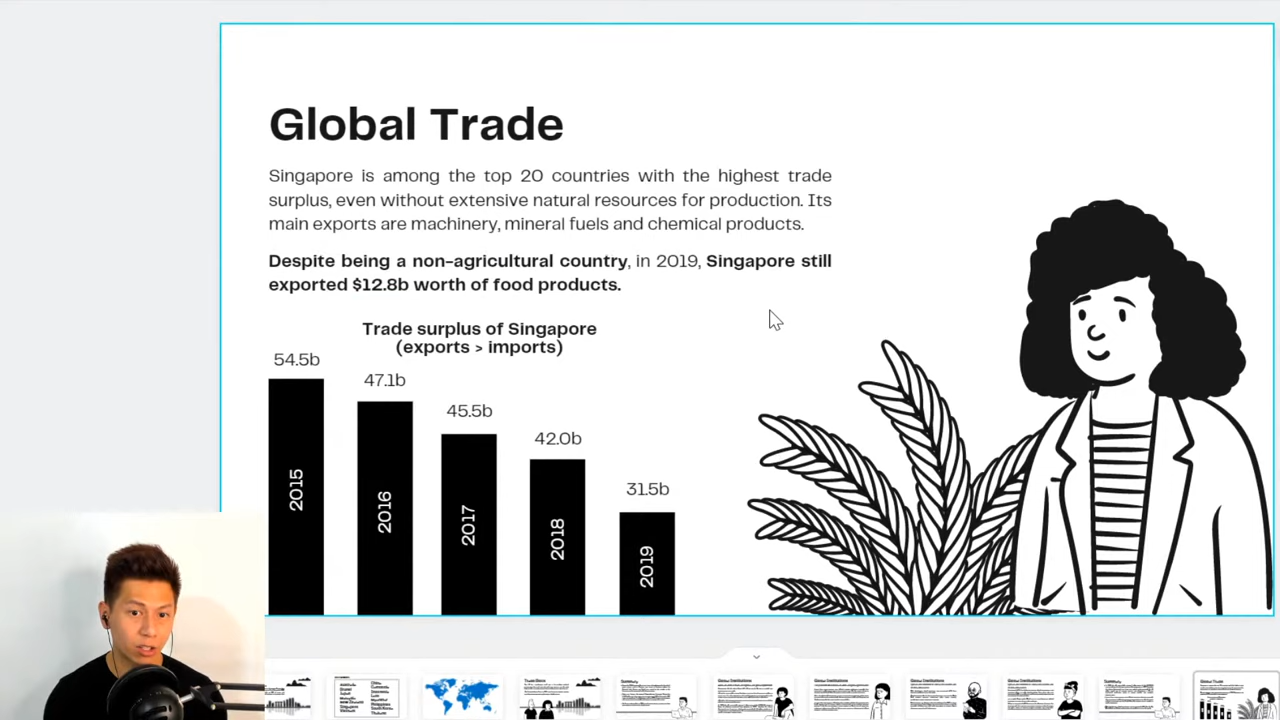 Global Trade
Singapore is among the top 20 countries with the highest trade
surplus, even without extensive natural resources for production. Its
main exports are machinery, mineral fuels and chemical products.
Despite being a non-agricultural country, in 2019, Singapore still
exported $12.8b worth of food products.
Trade surplus of Singapore
(exports > imports)
54.5b
47.1b
45.5b
42.0b
31.5b
2015
2016
2017
2018
2019